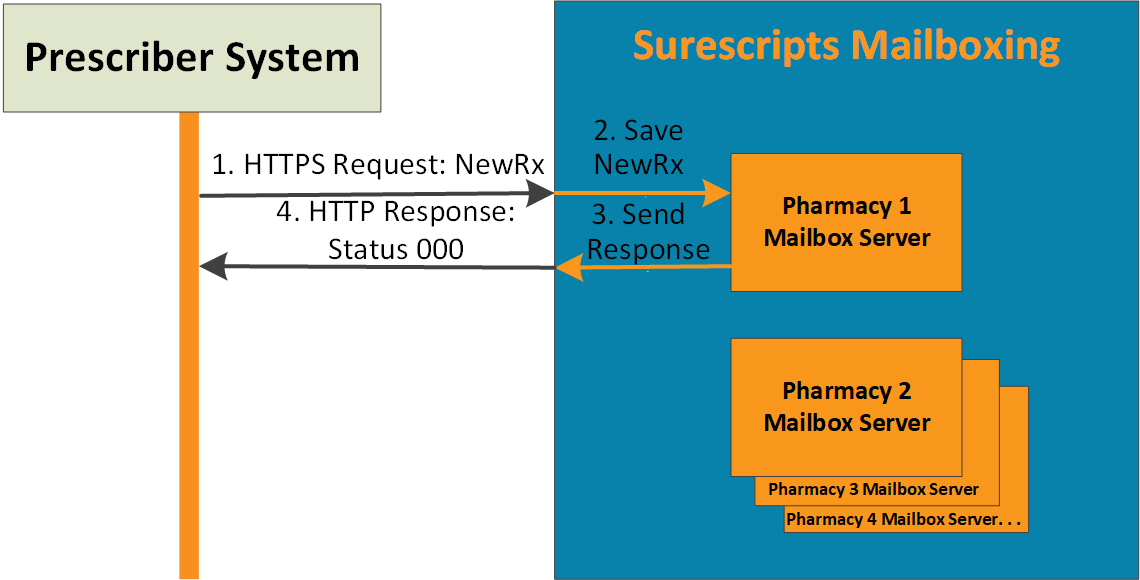 Prescriber System
Surescripts Mailboxing
1. HTTPS Request: NewRx
2. Save
NewRx
4. HTTP Response:
Status 000
3. Send
Response
Pharmacy 1
Mailbox Server
Pharmacy 2
Mailbox Server
Pharmacy 3 Mailbox Server
Pharmacy 4 Mailbox Server. . .